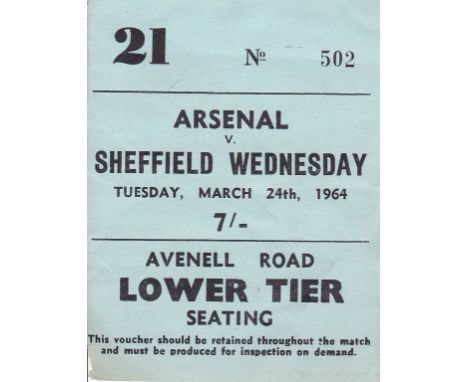 21 Nº 502
ARSENAL
V.
SHEFFIELD WEDNESDAY
TUESDAY, MARCH 24th, 1964
7/-
AVENELL ROAD
LOWER TIER
SEATING
This voucher should be retained throughout the match
and must be produced for inspection on demand.